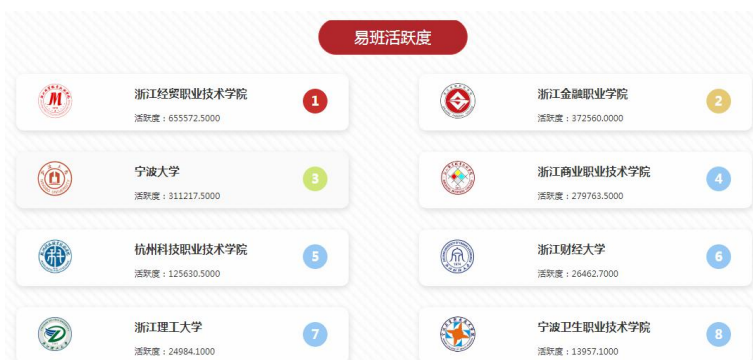 易班活跃度
浙江经贸职业技术学院
1
活跃度：655572.5000
浙江金融职业学院
2
活跃度：372560.0000
宁波大学
3
活跃度：311217.5000
浙江商业职业技术学院
4
活跃度：279763.5000
杭州科技职业技术学院
5
活跃度：125630.5000
浙江财经大学
6
活跃度：26462.7000
浙江理工大学
7
活跃度：24984.1000
宁波卫生职业技术学院
8
活跃度：13957.1000